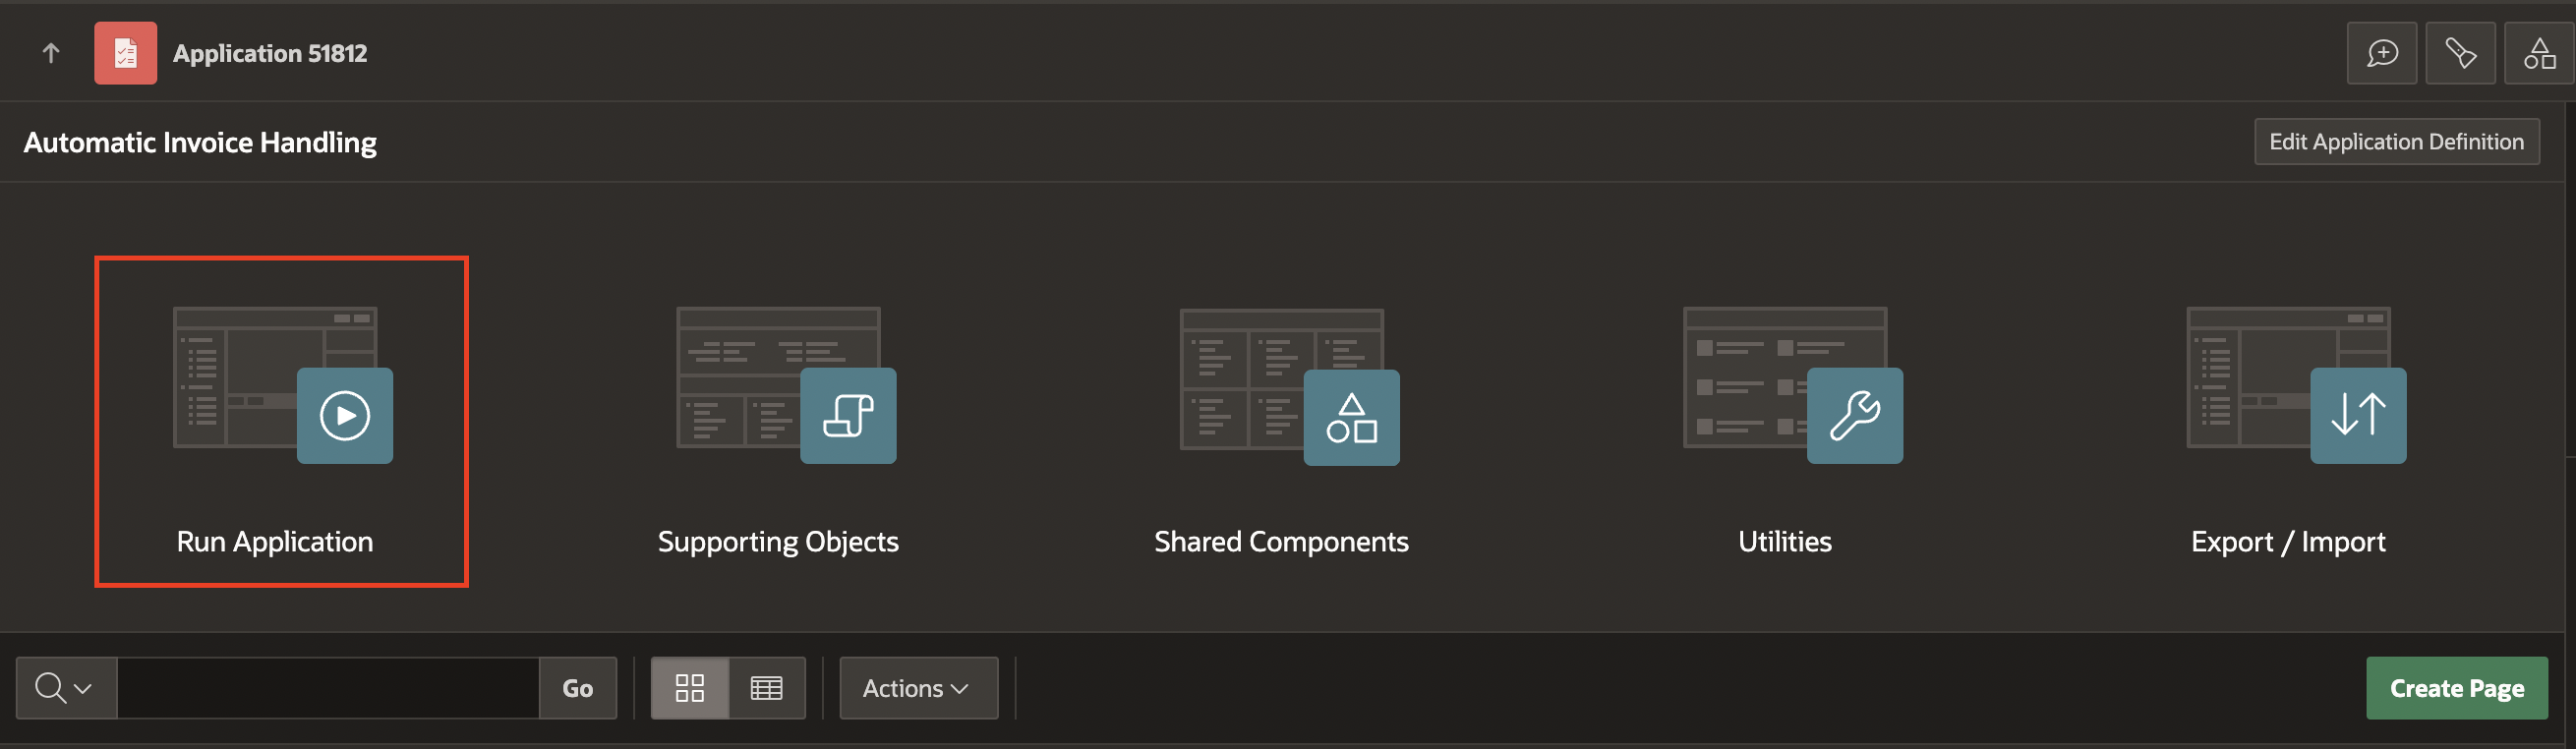 Application 51812
Automatic Invoice Handling
Edit Application Definition
Run Application
Supporting Objects
Shared Components
Utilities
Export / Import
Go
Actions
Create Page